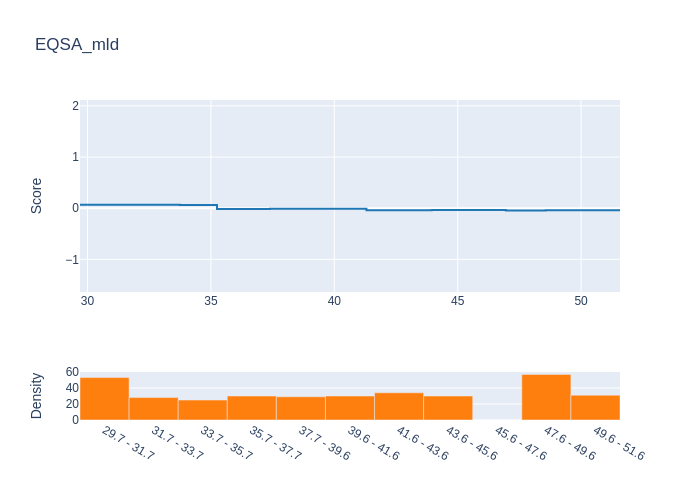 EQSA_mld
2
1
0
−1
Score
30
35
40
45
50
60
40
20
0
Density
29.7 - 31.7
31.7 - 33.7
33.7 - 35.7
35.7 - 37.7
37.7 - 39.6
39.6 - 41.6
41.6 - 43.6
43.6 - 45.6
45.6 - 47.6
47.6 - 49.6
49.6 - 51.6